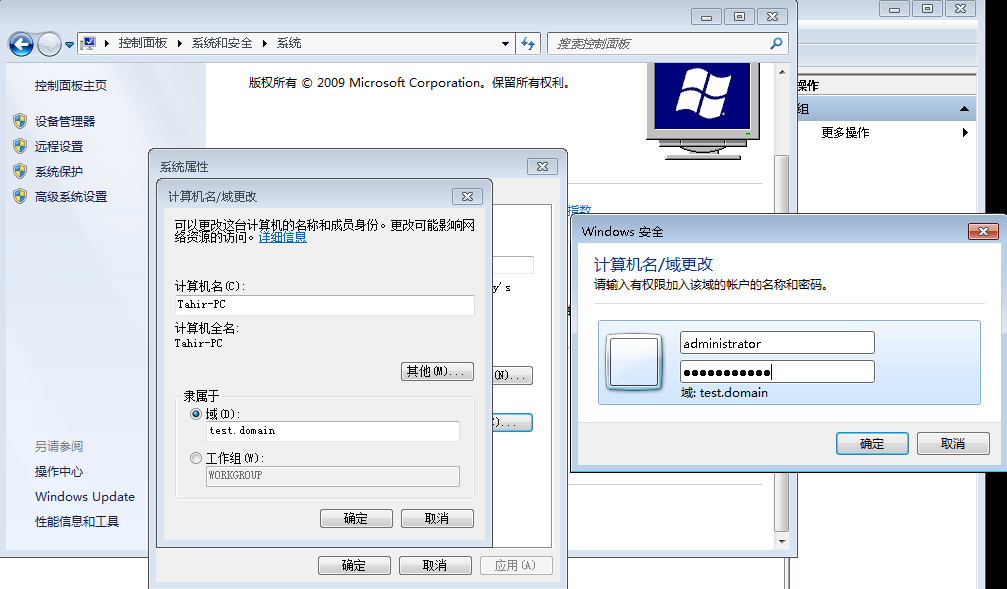 控制面板 系统和安全 系统
搜索控制面板
控制面板主页
设备管理器
远程设置
系统保护
高级系统设置
另请参阅
操作中心
Windows Update
性能信息和工具
版权所有 © 2009 Microsoft Corporation。保留所有权利。
指数
操作
组
更多操作
系统属性
y's
(N)...
)...
确定
取消
应用(A)
计算机名/域更改
可以更改这台计算机的名称和成员身份。更改可能影响网
络资源的访问。详细信息
计算机名(C):
Tahir-PC
计算机全名:
Tahir-PC
其他(M)...
隶属于
域(D):
test.domain
工作组(W):
WORKGROUP
确定
取消
Windows 安全
计算机名/域更改
请输入有权限加入该域的帐户的名称和密码。
administrator
●●●●●●●●●●●
域: test.domain
确定
取消